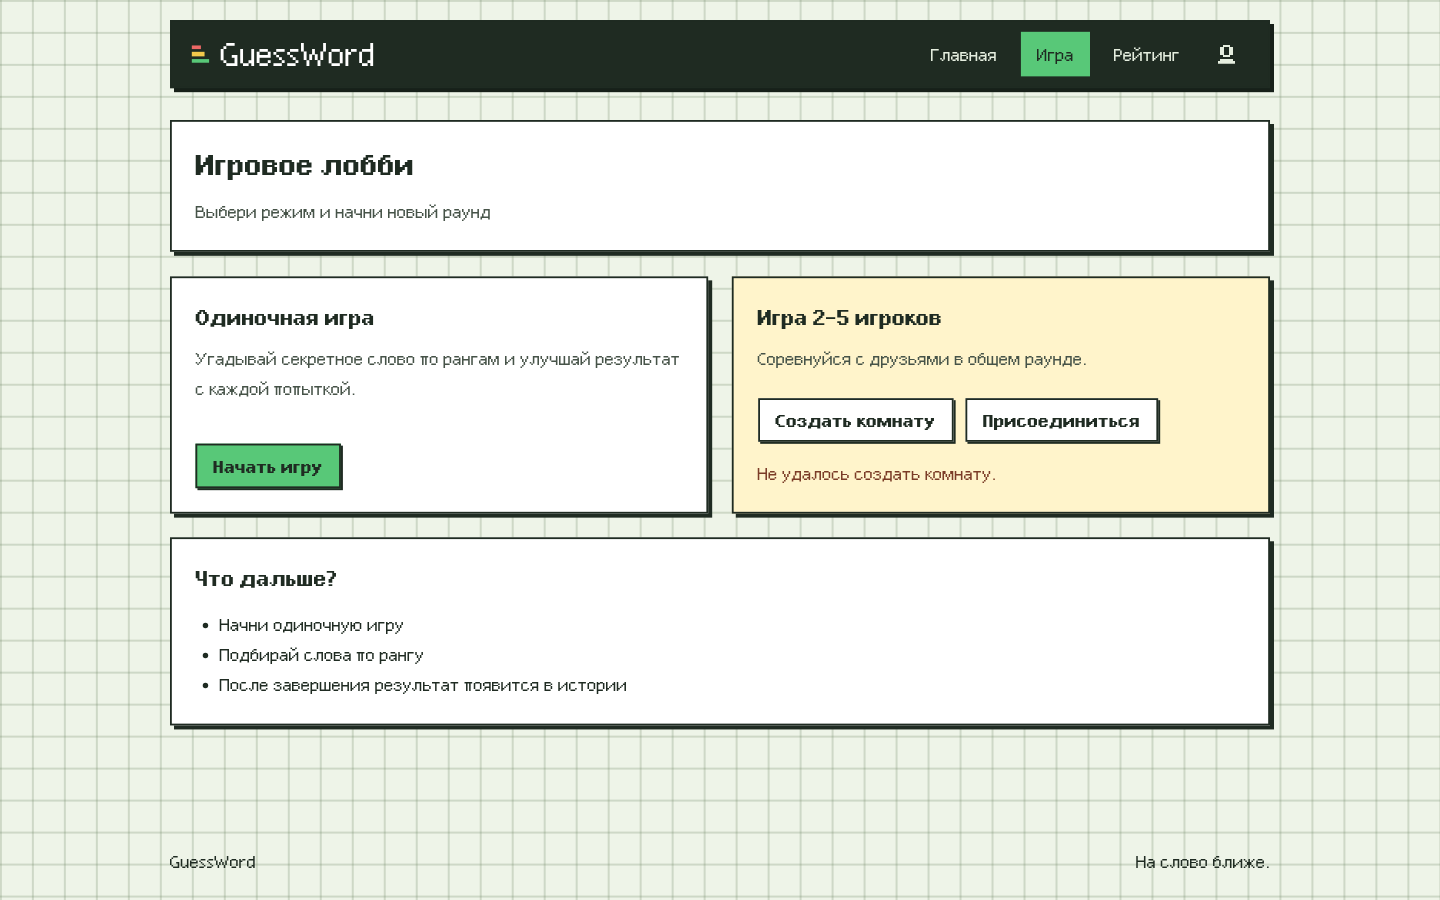 GuessWord
Главная
Игра
Рейтинг
Игровое лобби
Выбери режим и начни новый раунд
Одиночная игра
Угадывай секретное слово по рангам и улучшай результат
с каждой попыткой.
Начать игру
Игра 2–5 игроков
Соревнуйся с друзьями в общем раунде.
Создать комнату
Присоединиться
Не удалось создать комнату.
Что дальше?
• Начни одиночную игру
• Подбирай слова по рангу
• После завершения результат появится в истории
GuessWord
На слово ближе.